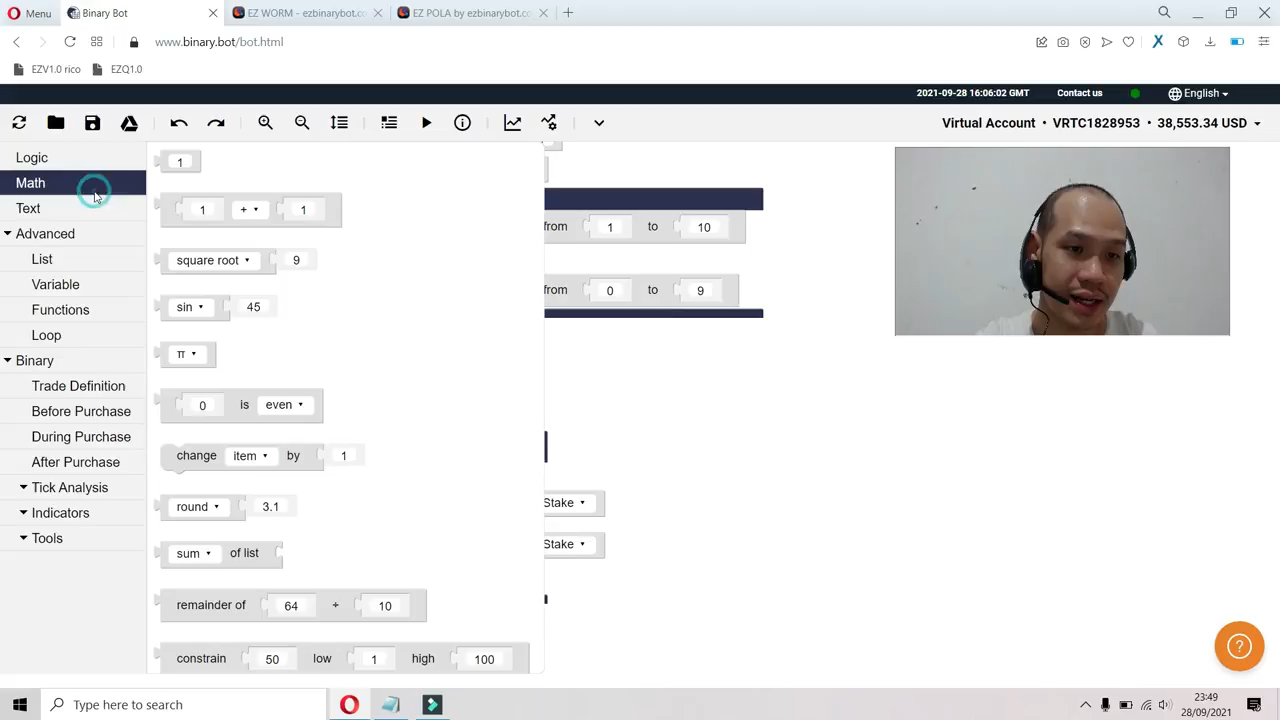 Menu
Binary Bot
EZ WORM - ezbinarybot.co
EZ POLA by ezbinarybot.co
www.binary.bot/bot.html
EZV1.0 rico
EZQ1.0
2021-09-28 16:06:02 GMT
Contact us
English
Virtual Account • VRTC1828953 • 38,553.34 USD
Logic
Math
Text
Advanced
List
Variable
Functions
Loop
Binary
Trade Definition
Before Purchase
During Purchase
After Purchase
Tick Analysis
Indicators
Tools
1
1 + 1
square root 9
sin 45
π
0 is even
change item by 1
round 3.1
sum of list
remainder of 64 ÷ 10
constrain 50 low 1 high 100
from 1 to 10
from 0 to 9
Stake
Stake
Type here to search
23:49
28/09/2021